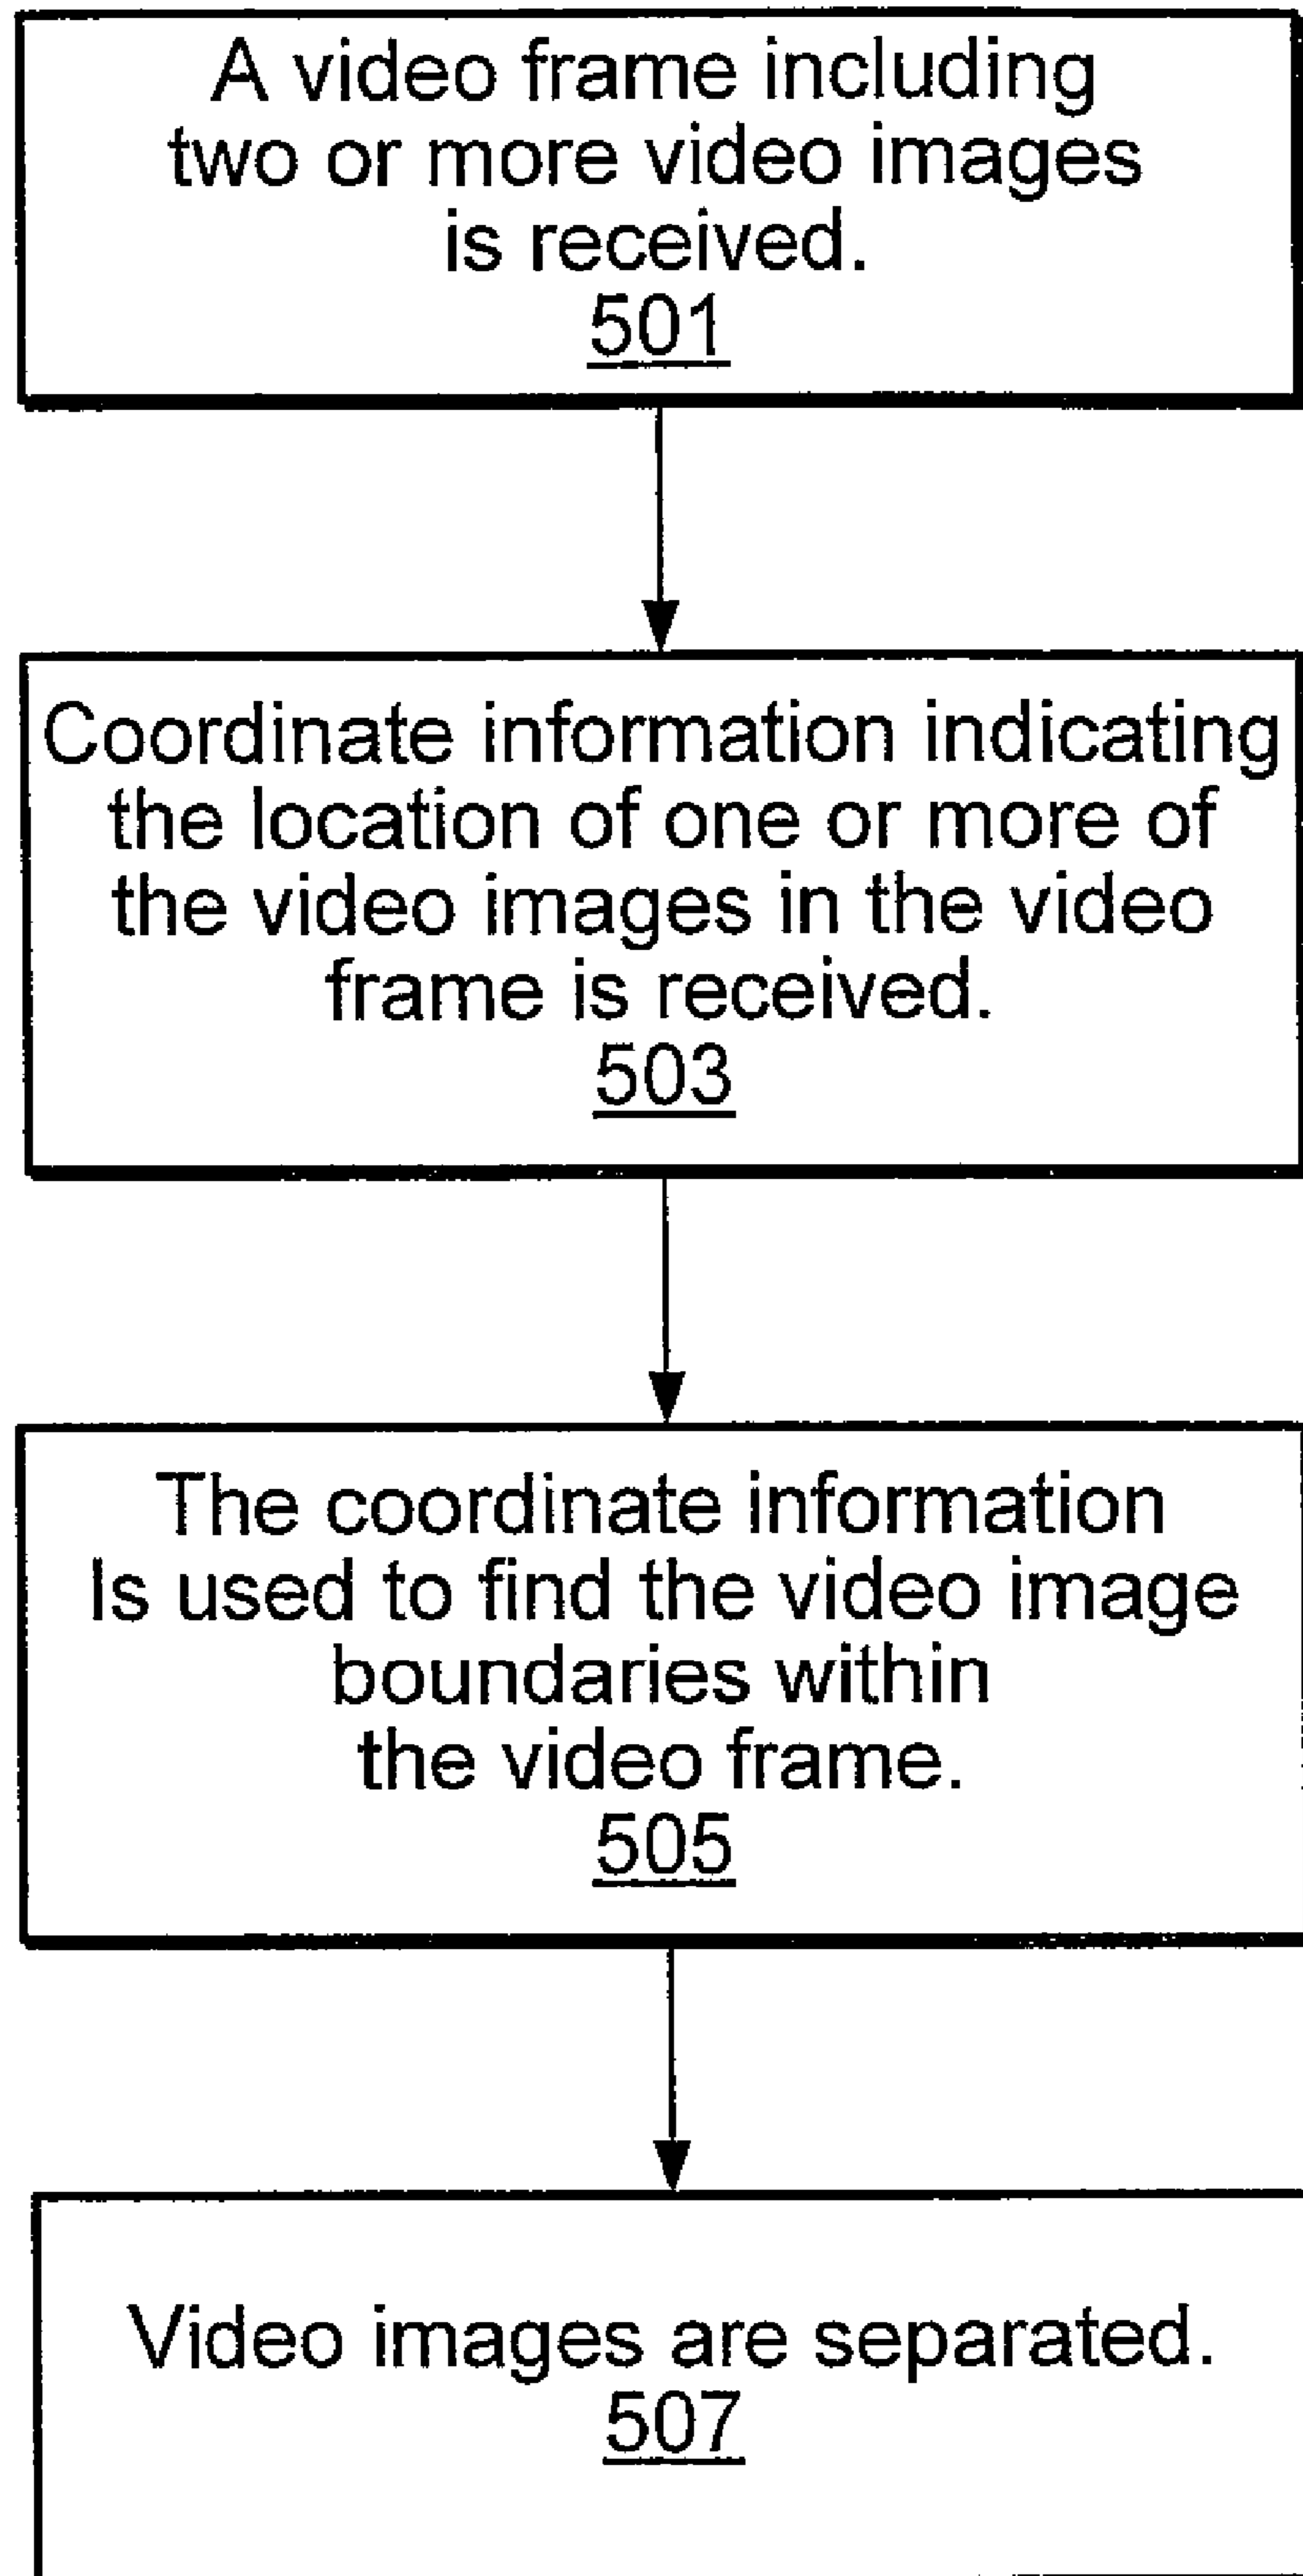 A video frame including
two or more video images
is received.
501
Coordinate information indicating
the location of one or more of
the video images in the video
frame is received.
503
The coordinate information
Is used to find the video image
boundaries within
the video frame.
505
Video images are separated.
507